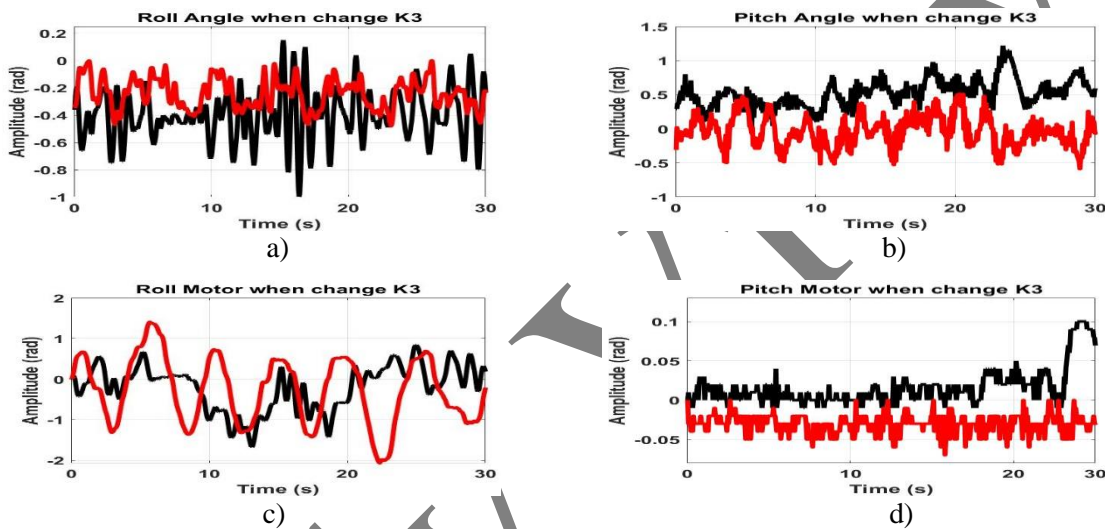 Roll Angle when change K3
Amplitude (rad)
0.2
0
-0.2
-0.4
-0.6
-0.8
-1
0 10 20 30
Time (s)
a)
Pitch Angle when change K3
Amplitude (rad)
1.5
1
0.5
0
-0.5
-1
0 10 20 30
Time (s)
b)
Roll Motor when change K3
Amplitude (rad)
2
1
0
-1
-2
0 10 20 30
Time (s)
c)
Pitch Motor when change K3
Amplitude (rad)
0.1
0.05
0
-0.05
0 10 20 30
Time (s)
d)